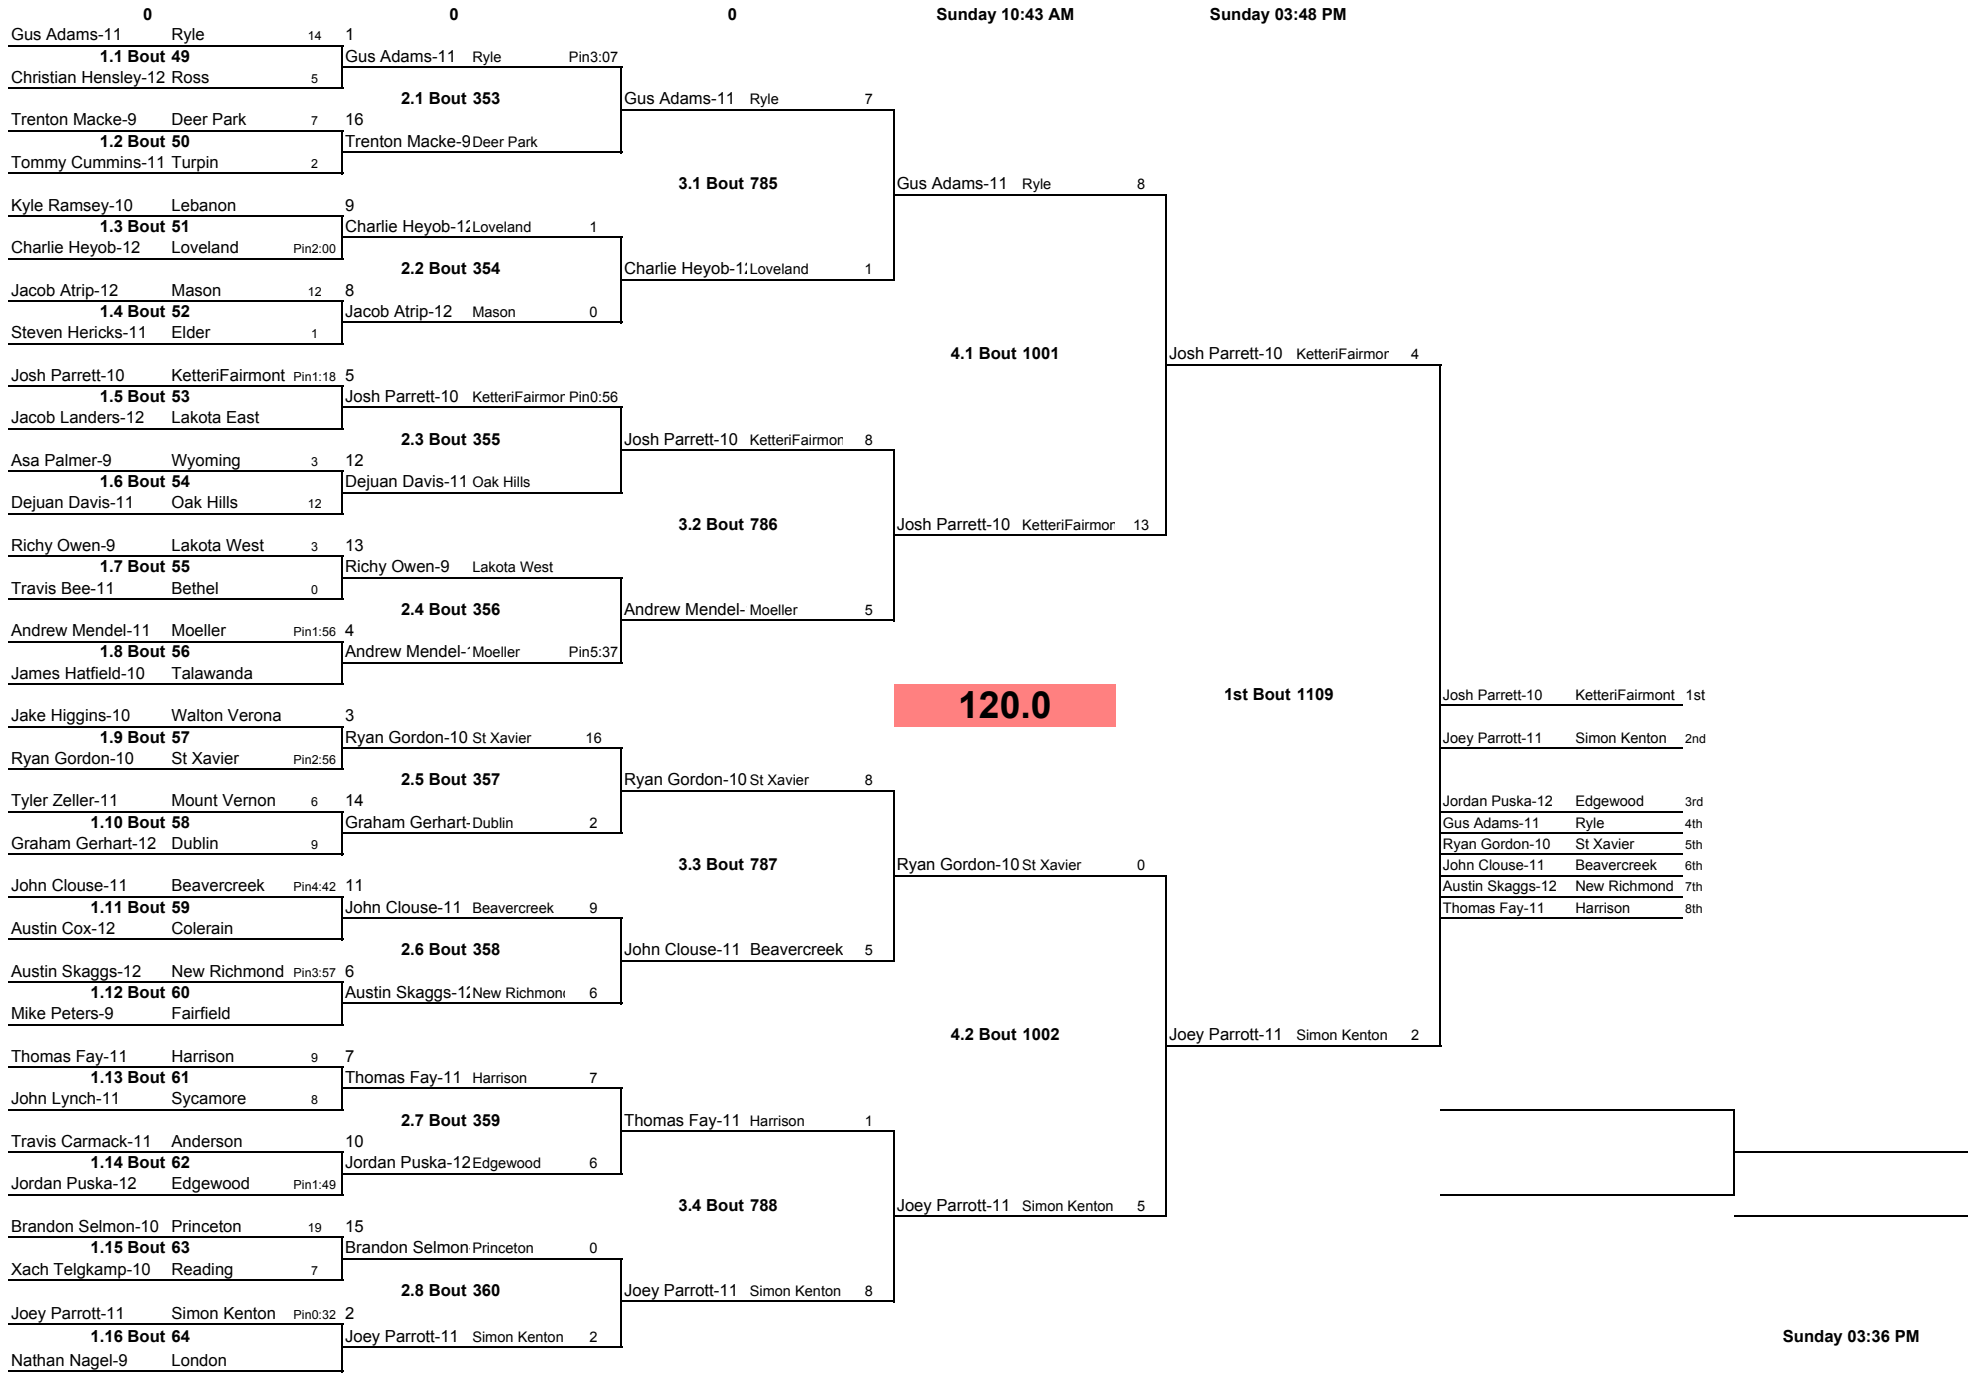 0 0 0 Sunday 10:43 AM Sunday 03:48 PM
Gus Adams-11 Ryle 14 1
1.1 Bout 49 Gus Adams-11 Ryle Pin3:07
Christian Hensley-12 Ross 5
2.1 Bout 353 Gus Adams-11 Ryle 7
Trenton Macke-9 Deer Park 7 16
1.2 Bout 50 Trenton Macke-9 Deer Park
Tommy Cummins-11 Turpin 2
3.1 Bout 785 Gus Adams-11 Ryle 8
Kyle Ramsey-10 Lebanon 9
1.3 Bout 51 Charlie Heyob-12 Loveland 1
Charlie Heyob-12 Loveland Pin2:00
2.2 Bout 354 Charlie Heyob-1 Loveland 1
Jacob Atrip-12 Mason 12 8
1.4 Bout 52 Jacob Atrip-12 Mason 0
Steven Hericks-11 Elder 1
4.1 Bout 1001 Josh Parrett-10 KetteriFairmor 4
Josh Parrett-10 KetteriFairmont Pin1:18 5
1.5 Bout 53 Josh Parrett-10 KetteriFairmor Pin0:56
Jacob Landers-12 Lakota East
2.3 Bout 355 Josh Parrett-10 KetteriFairmor 8
Asa Palmer-9 Wyoming 3 12
1.6 Bout 54 Dejuan Davis-11 Oak Hills
Dejuan Davis-11 Oak Hills 12
3.2 Bout 786 Josh Parrett-10 KetteriFairmor 13
Richy Owen-9 Lakota West 3 13
1.7 Bout 55 Richy Owen-9 Lakota West
Travis Bee-11 Bethel 0
2.4 Bout 356 Andrew Mendel- Moeller 5
Andrew Mendel-11 Moeller Pin1:56 4
1.8 Bout 56 Andrew Mendel- Moeller Pin5:37
James Hatfield-10 Talawanda
120.0 1st Bout 1109 Josh Parrett-10 KetteriFairmont 1st
Jake Higgins-10 Walton Verona 3
1.9 Bout 57 Ryan Gordon-10 St Xavier 16 Joey Parrott-11 Simon Kenton 2nd
Ryan Gordon-10 St Xavier Pin2:56
2.5 Bout 357 Ryan Gordon-10 St Xavier 8
Tyler Zeller-11 Mount Vernon 6 14 Jordan Puska-12 Edgewood 3rd
1.10 Bout 58 Graham Gerhart- Dublin 2 Gus Adams-11 Ryle 4th
Graham Gerhart-12 Dublin 9 Ryan Gordon-10 St Xavier 5th
3.3 Bout 787 Ryan Gordon-10 St Xavier 0 John Clouse-11 Beavercreek 6th
John Clouse-11 Beavercreek Pin4:42 11 Austin Skaggs-12 New Richmond 7th
1.11 Bout 59 John Clouse-11 Beavercreek 9 Thomas Fay-11 Harrison 8th
Austin Cox-12 Colerain
2.6 Bout 358 John Clouse-11 Beavercreek 5
Austin Skaggs-12 New Richmond Pin3:57 6
1.12 Bout 60 Austin Skaggs-12 New Richmond 6
Mike Peters-9 Fairfield
4.2 Bout 1002 Joey Parrott-11 Simon Kenton 2
Thomas Fay-11 Harrison 9 7
1.13 Bout 61 Thomas Fay-11 Harrison 7
John Lynch-11 Sycamore 8
2.7 Bout 359 Thomas Fay-11 Harrison 1
Travis Carmack-11 Anderson 10
1.14 Bout 62 Jordan Puska-12 Edgewood 6
Jordan Puska-12 Edgewood Pin1:49
3.4 Bout 788 Joey Parrott-11 Simon Kenton 5
Brandon Selmon-10 Princeton 19 15
1.15 Bout 63 Brandon Selmon Princeton 0
Xach Telgkamp-10 Reading 7
2.8 Bout 360 Joey Parrott-11 Simon Kenton 8
Joey Parrott-11 Simon Kenton Pin0:32 2
1.16 Bout 64 Joey Parrott-11 Simon Kenton 2 Sunday 03:36 PM
Nathan Nagel-9 London